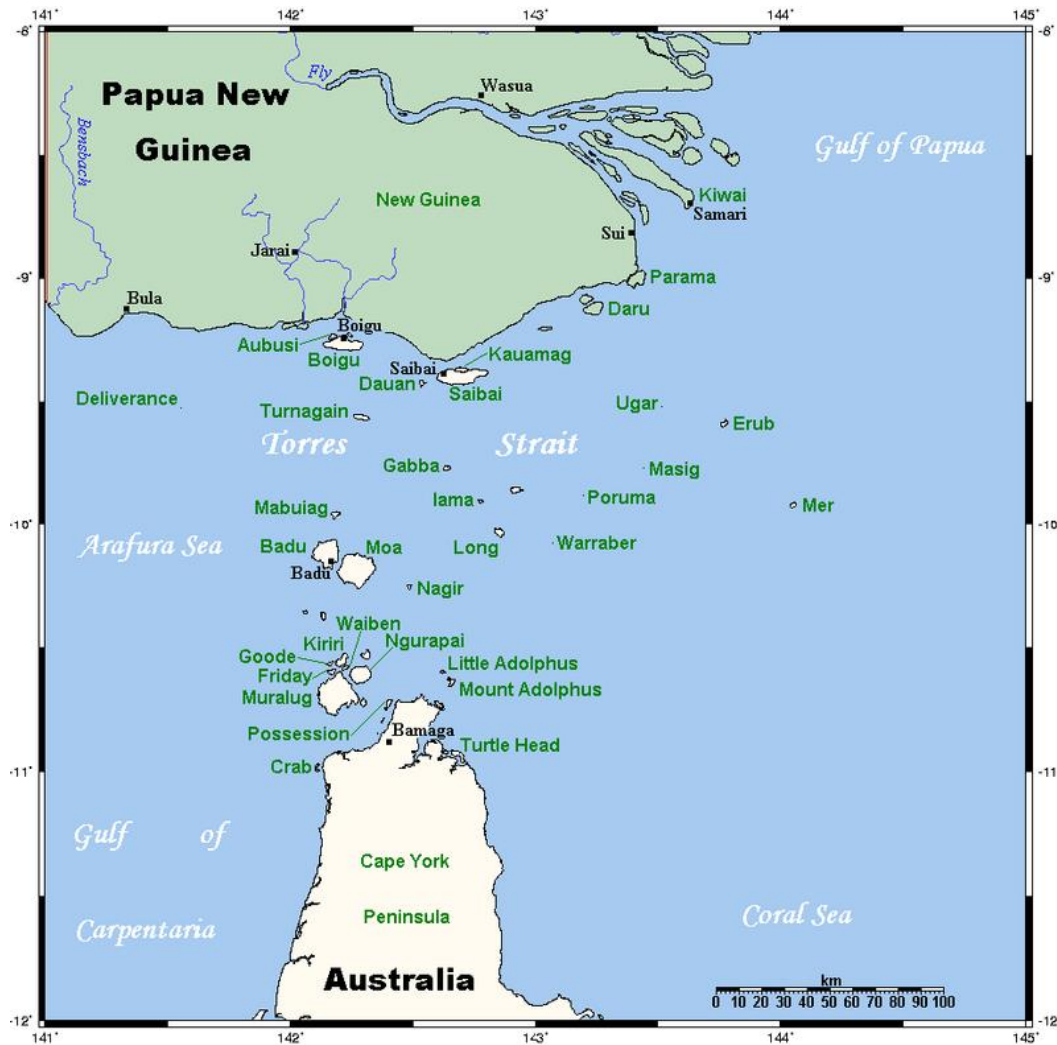 141° 142° 143° 144° 145°
-8° -8°
Fly
Papua New
Wasua
Guinea
Gulf of Papua
Bensbach
New Guinea
Kiwai
Samari
Sui
Jarai
-9° -9°
Parama
Bula
Daru
Boigu
Aubusi
Boigu
Kauamag
Saibai
Dauan
Saibai
Deliverance
Turnagain
Ugar
Erub
Torres Strait
Gabba
Masig
Iama
Poruma
Mer
Mabuiag
-10° -10°
Arafura Sea
Badu
Moa
Long
Warraber
Badu
Nagir
Waiben
Kiriri
Ngurapai
Goode
Little Adolphus
Friday
Muralug
Mount Adolphus
Possession
Bamaga
Turtle Head
Crab
-11° -11°
Gulf of
Cape York
Carpentaria
Peninsula
Coral Sea
Australia
km
0 10 20 30 40 50 60 70 80 90 100
-12° -12°
141° 142° 143° 144° 145°